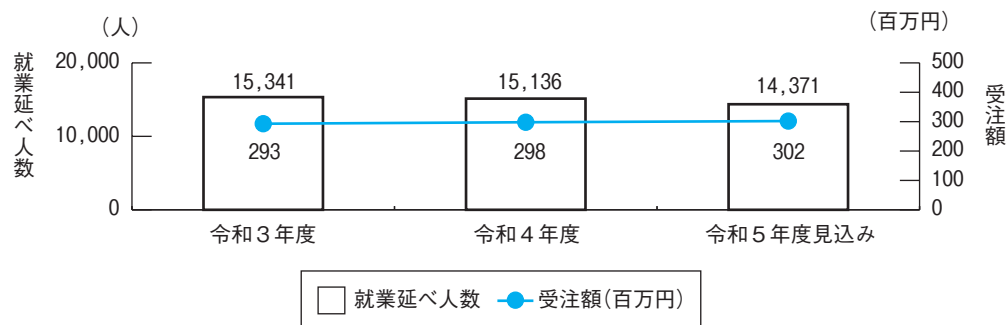 （人）
（百万円）
就業延べ人数
20,000
10,000
0
15,341
15,136
14,371
293
298
302
500
400
300
200
100
0
受注額
令和３年度
令和４年度
令和５年度見込み
就業延べ人数
受注額（百万円）